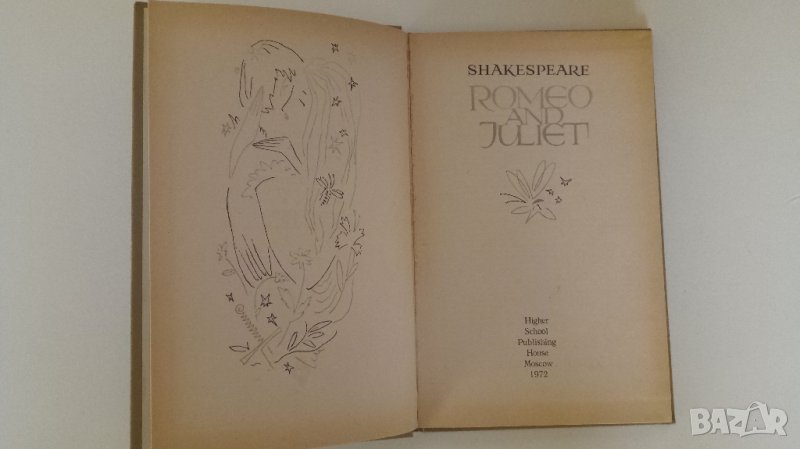 SHAKESPEARE
ROMEO
AND
JULIET
Higher
School
Publishing
House
Moscow
1972
BAZAR